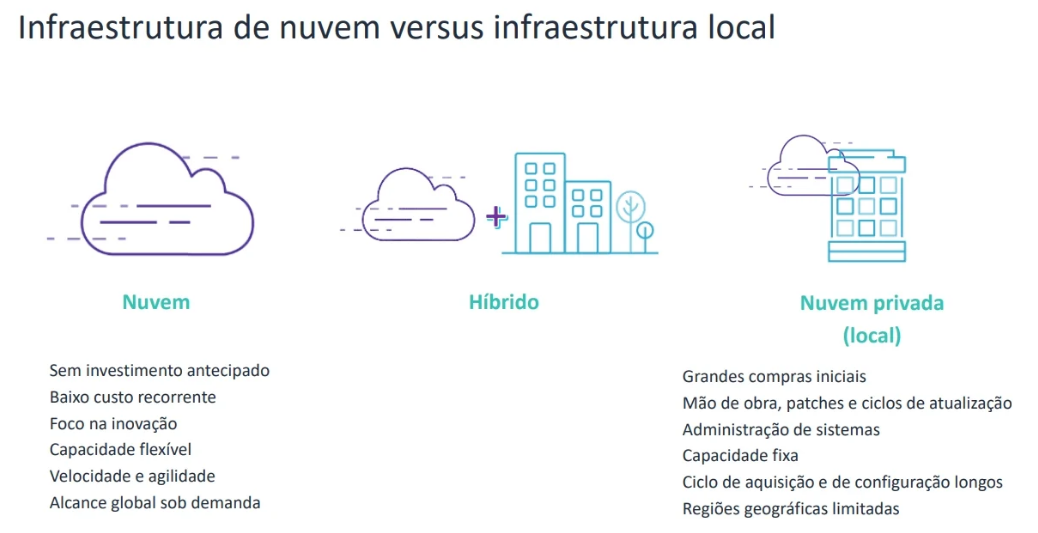 Infraestrutura de nuvem versus infraestrutura local
Nuvem
Sem investimento antecipado
Baixo custo recorrente
Foco na inovação
Capacidade flexível
Velocidade e agilidade
Alcance global sob demanda
Híbrido
Nuvem privada
(local)
Grandes compras iniciais
Mão de obra, patches e ciclos de atualização
Administração de sistemas
Capacidade fixa
Ciclo de aquisição e de configuração longos
Regiões geográficas limitadas